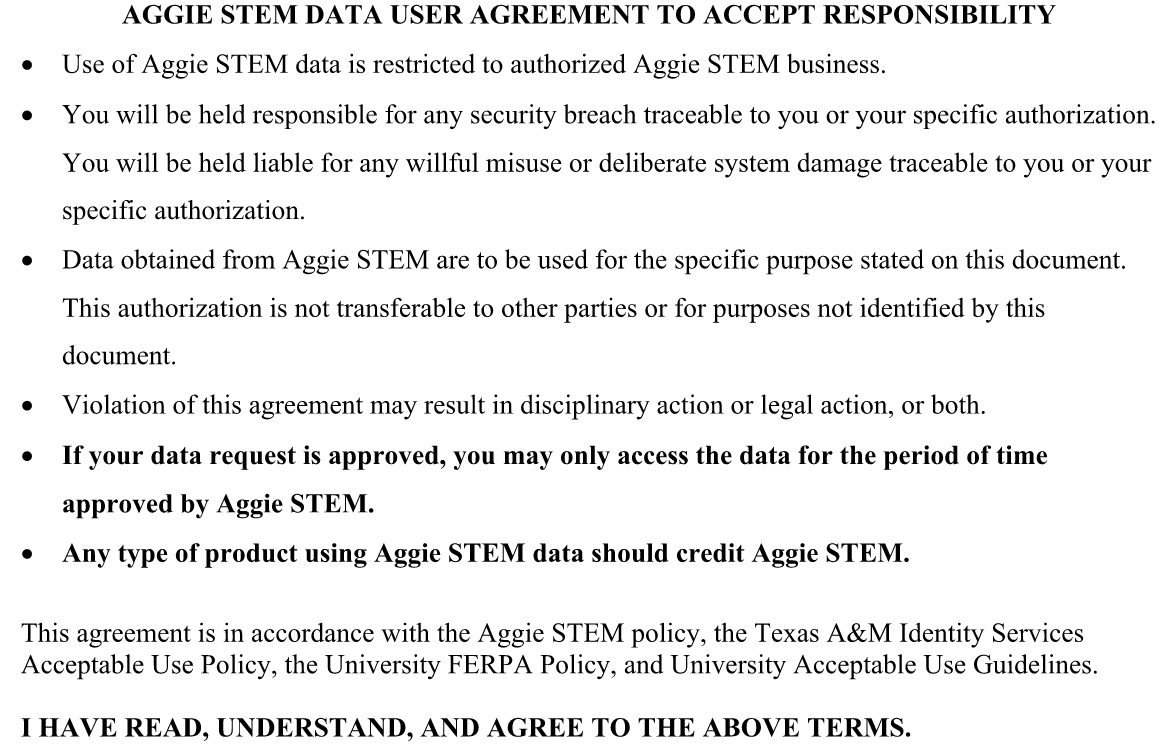 AGGIE STEM DATA USER AGREEMENT TO ACCEPT RESPONSIBILITY
• Use of Aggie STEM data is restricted to authorized Aggie STEM business.
• You will be held responsible for any security breach traceable to you or your specific authorization.
You will be held liable for any willful misuse or deliberate system damage traceable to you or your
specific authorization.
• Data obtained from Aggie STEM are to be used for the specific purpose stated on this document.
This authorization is not transferable to other parties or for purposes not identified by this
document.
• Violation of this agreement may result in disciplinary action or legal action, or both.
• If your data request is approved, you may only access the data for the period of time
approved by Aggie STEM.
• Any type of product using Aggie STEM data should credit Aggie STEM.
This agreement is in accordance with the Aggie STEM policy, the Texas A&M Identity Services
Acceptable Use Policy, the University FERPA Policy, and University Acceptable Use Guidelines.
I HAVE READ, UNDERSTAND, AND AGREE TO THE ABOVE TERMS.